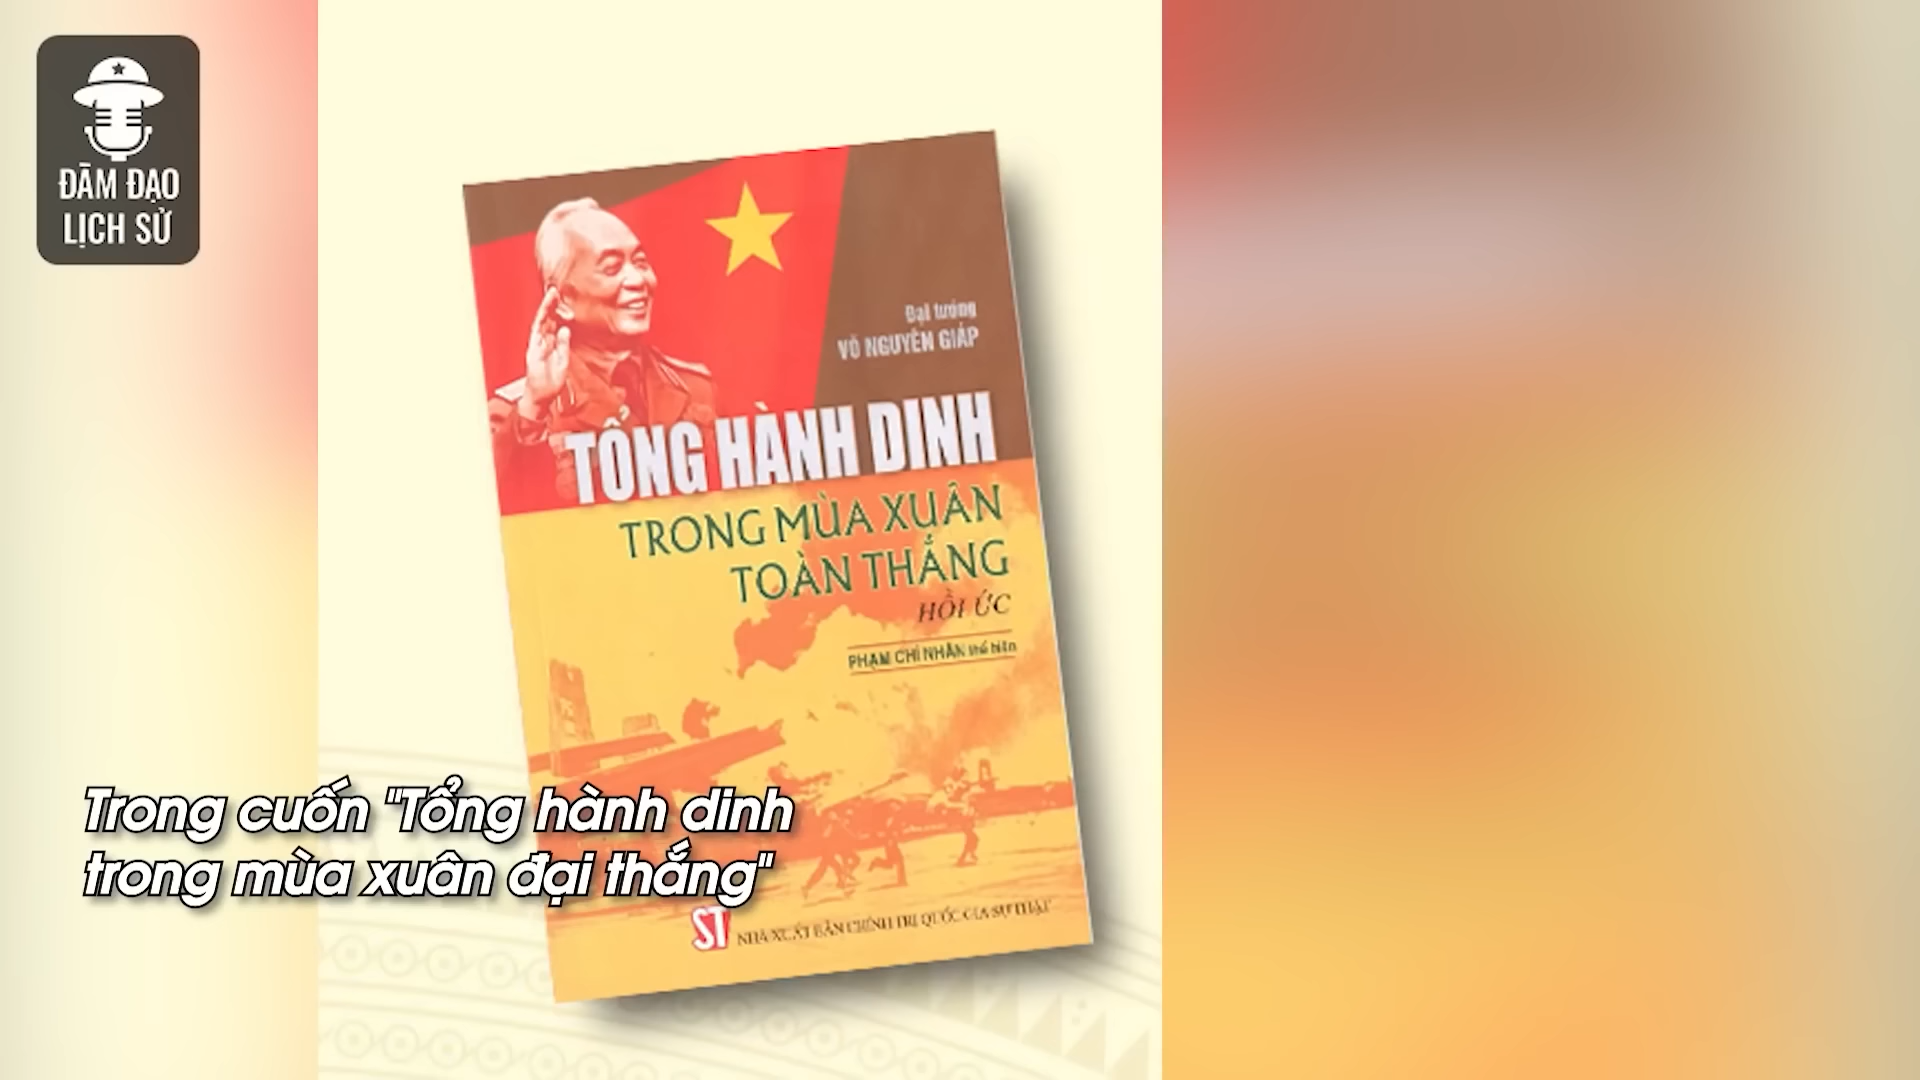 ĐÀM ĐẠO
LỊCH SỬ
Đại tướng
VÕ NGUYÊN GIÁP
TỔNG HÀNH DINH
TRONG MÙA XUÂN
TOÀN THẮNG
HỒI ỨC
PHẠM CHÍ NHÂN thể hiện
Trong cuốn "Tổng hành dinh
trong mùa xuân đại thắng"
ST NHÀ XUẤT BẢN CHÍNH TRỊ QUỐC GIA SỰ THẬT